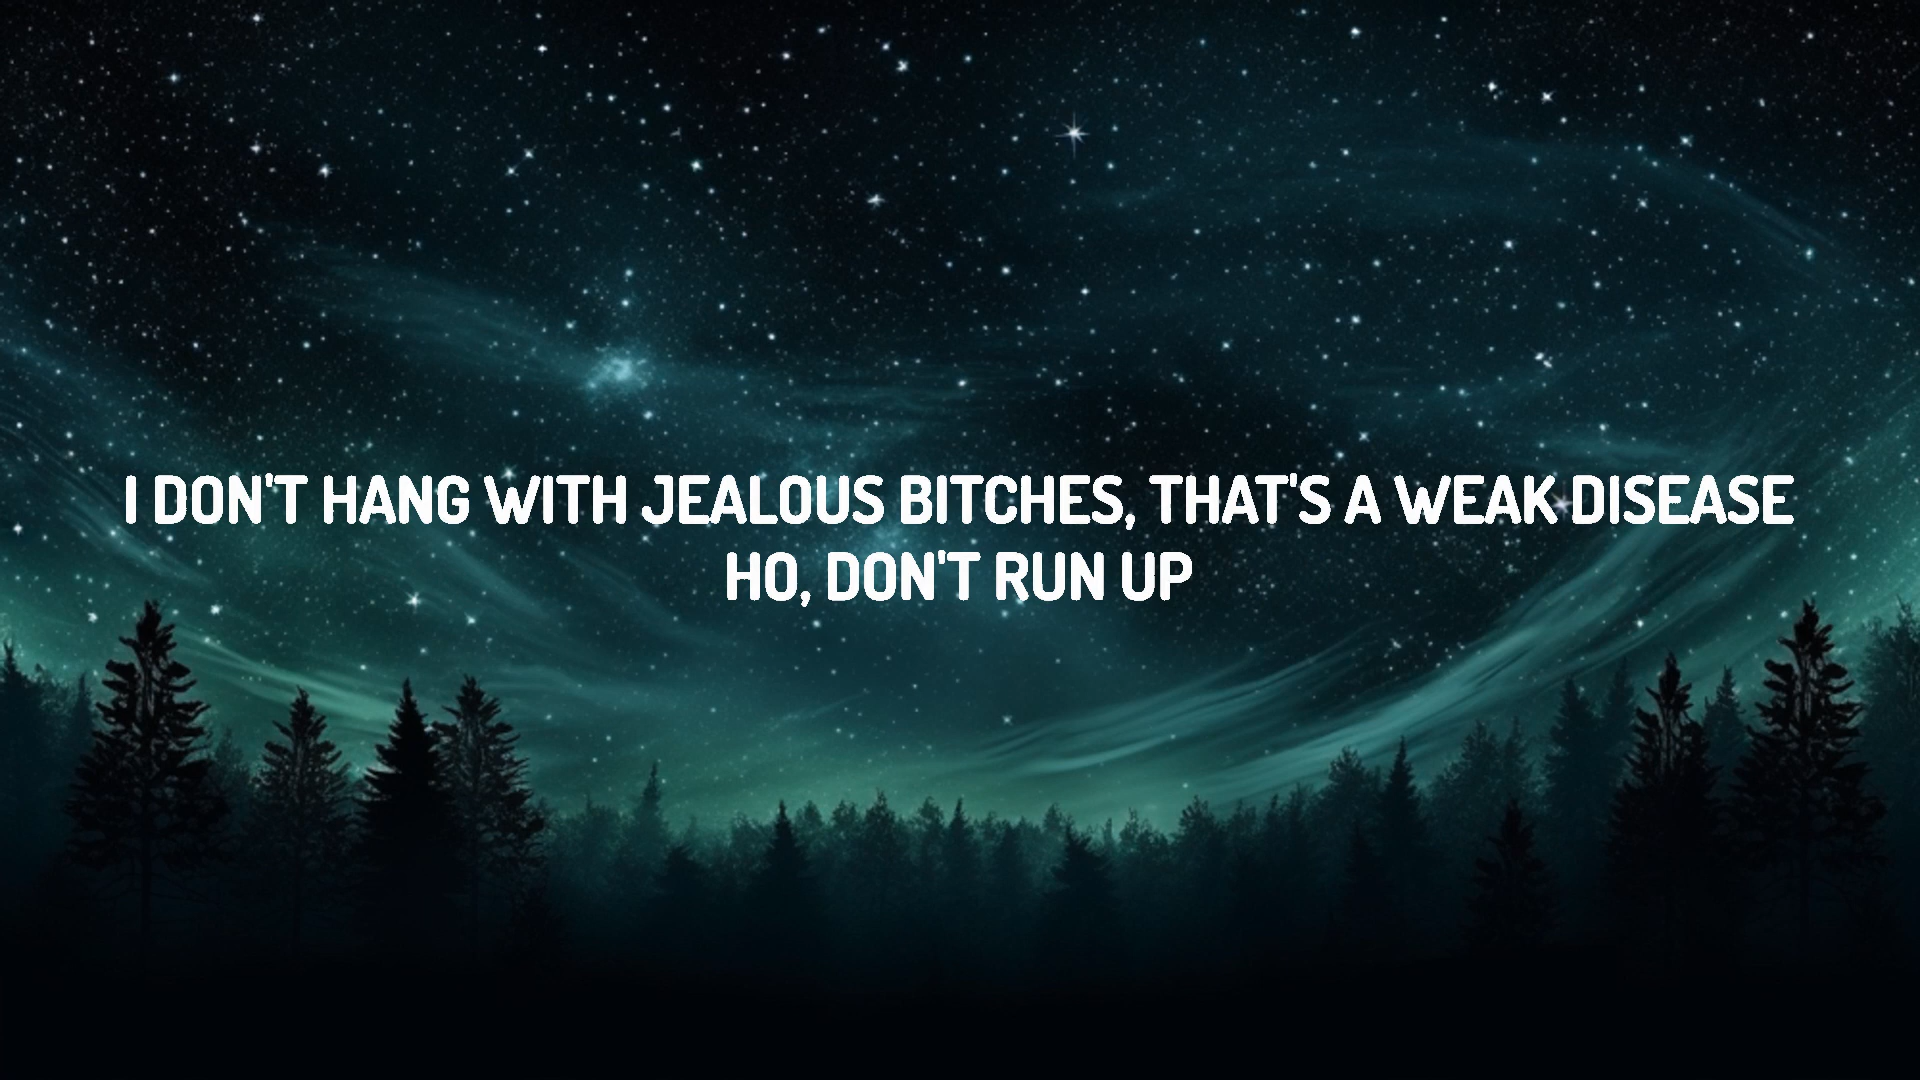 I DON'T HANG WITH JEALOUS BITCHES, THAT'S A WEAK DISEASE
HO, DON'T RUN UP